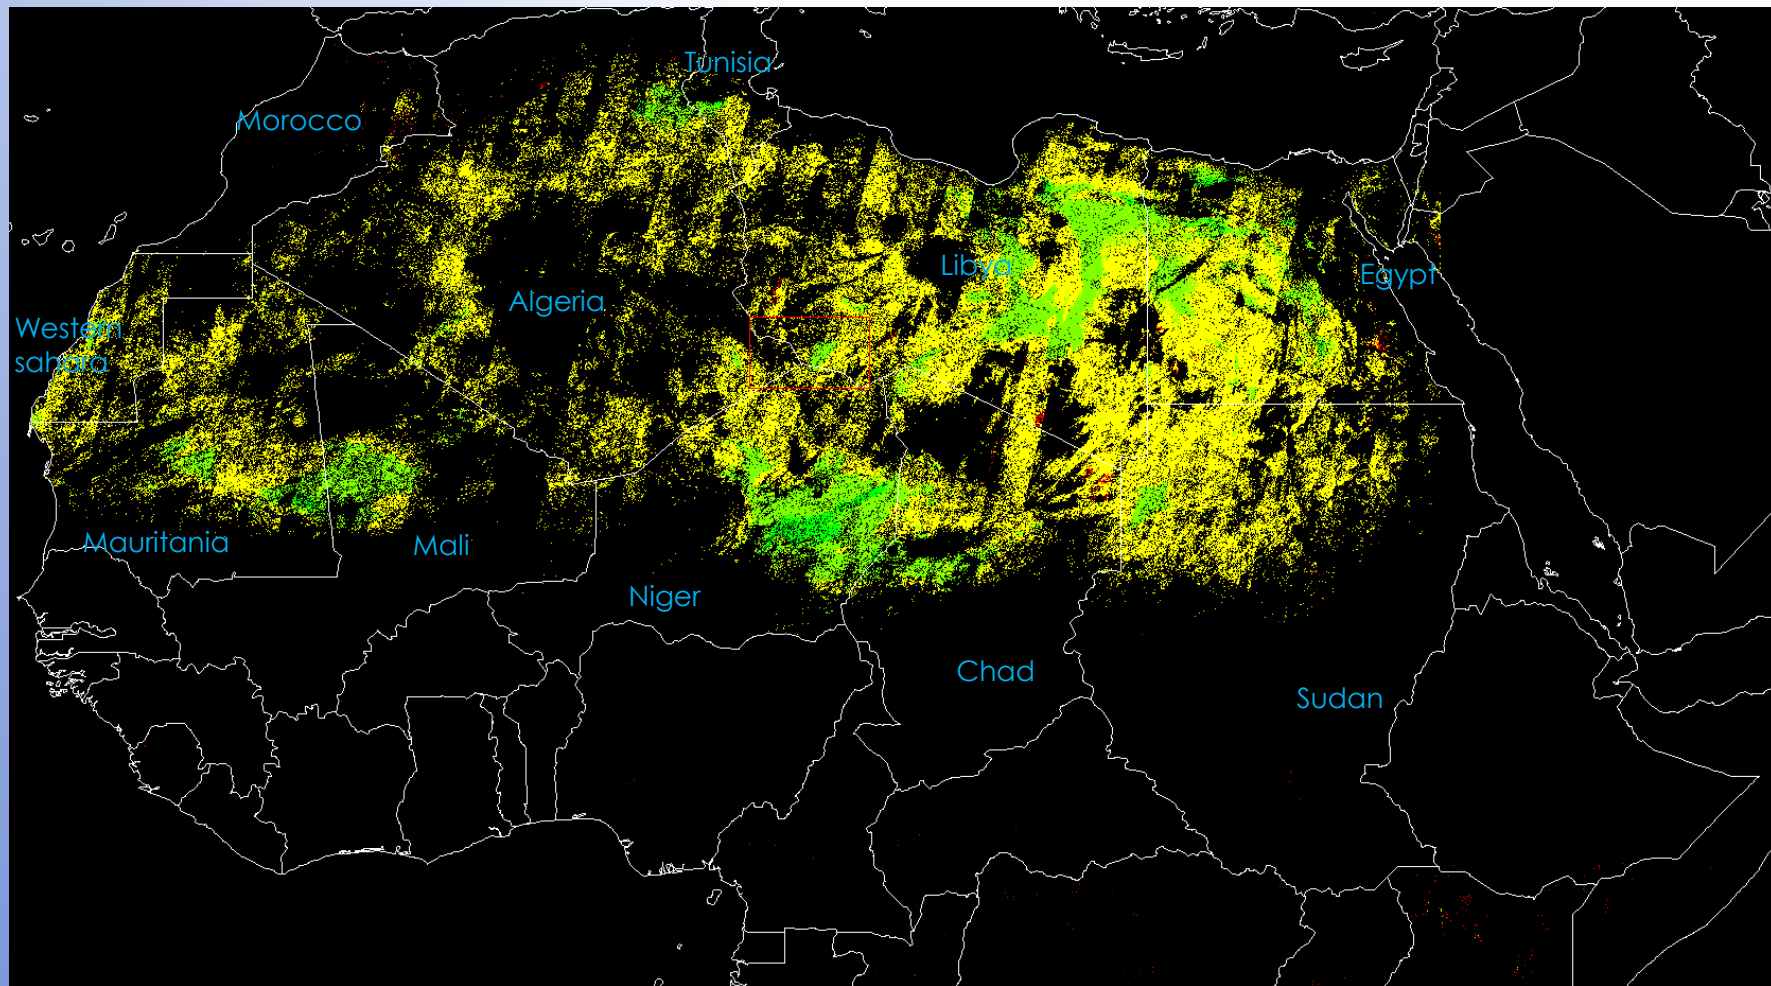 Tunisia
Morocco
Libya
Egypt
Algeria
Western
sahara
Mauritania
Mali
Niger
Chad
Sudan